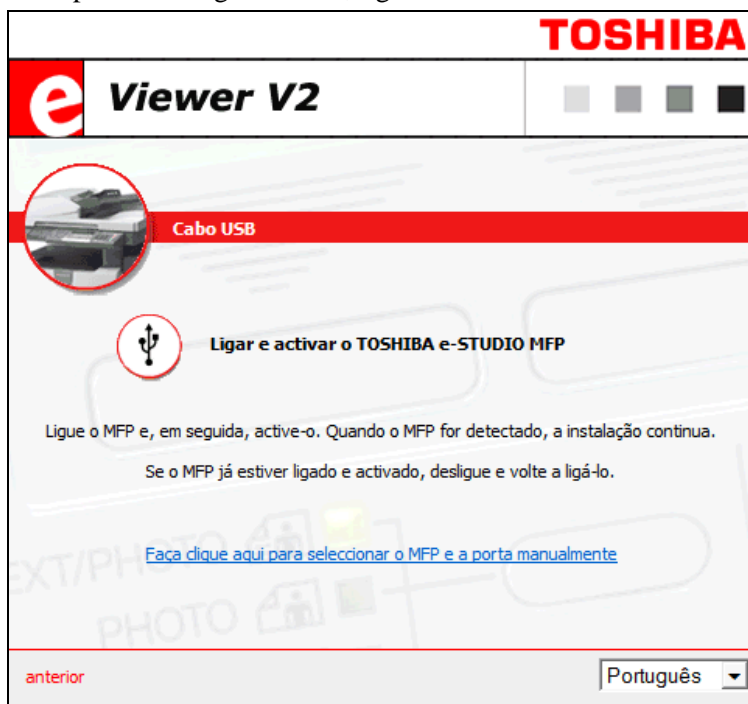 TOSHIBA
e Viewer V2
Cabo USB
Ligar e activar o TOSHIBA e-STUDIO MFP
Ligue o MFP e, em seguida, active-o. Quando o MFP for detectado, a instalação continua.
Se o MFP já estiver ligado e activado, desligue e volte a ligá-lo.
Faça clique aqui para seleccionar o MFP e a porta manualmente
EXT/PHOTO
PHOTO
anterior
Português